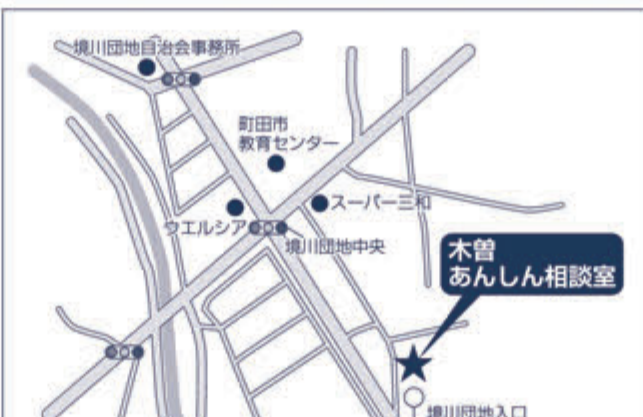 境川団地自治会事務所
町田市
教育センター
スーパー三和
ウエルシア
境川団地中央
木曽
あんしん相談室
境川団地入口